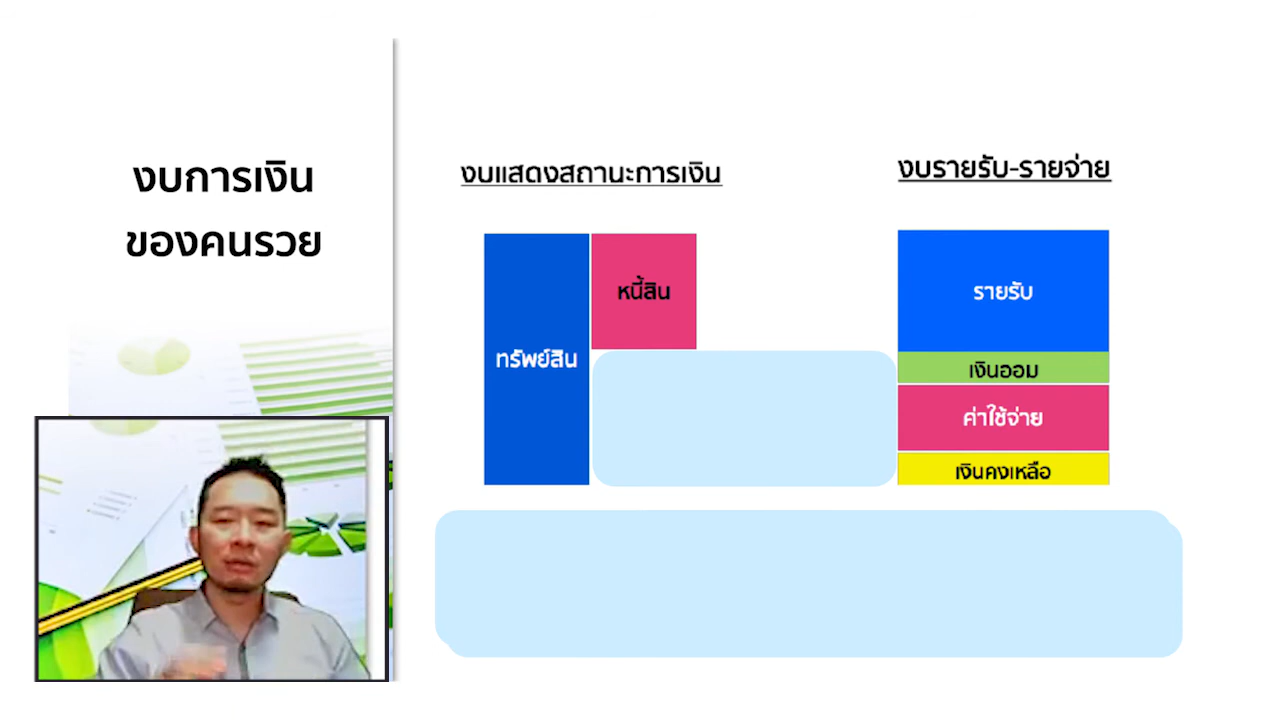 งบการเงิน
ของคนรวย
งบแสดงสถานะการเงิน
ทรัพย์สิน
หนี้สิน
งบรายรับ-รายจ่าย
รายรับ
เงินออม
ค่าใช้จ่าย
เงินคงเหลือ